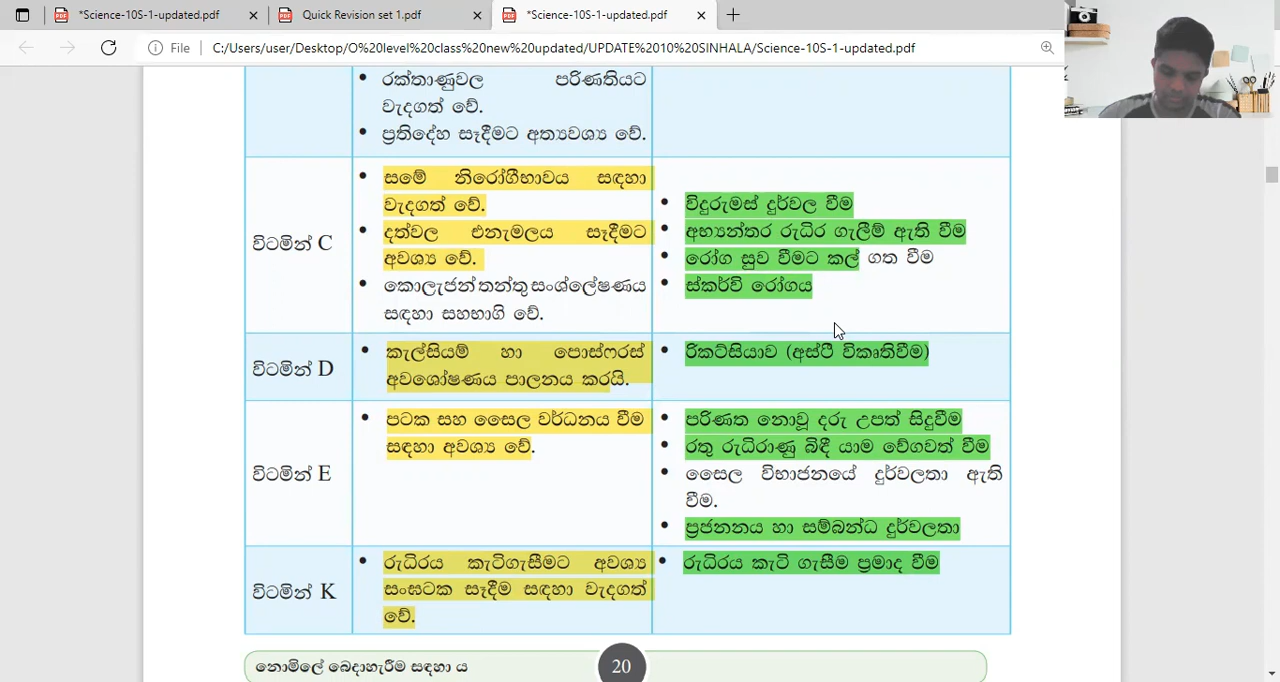 *Science-10S-1-updated.pdf
Quick Revision set 1.pdf
*Science-10S-1-updated.pdf
File
C:/Users/user/Desktop/O%20level%20class%20new%20updated/UPDATE%2010%20SINHALA/Science-10S-1-updated.pdf
• රක්තාණුවල පරිණතියට
වැදගත් වේ.
• ප්‍රතිදේහ සෑදීමට අත්‍යවශ්‍ය වේ.
විටමින් C
• සමේ නිරෝගීභාවය සඳහා
වැදගත් වේ.
• දත්වල එනැමලය සෑදීමට
අවශ්‍ය වේ.
• කොලැජන් තන්තු සංශ්ලේෂණය
සඳහා සහභාගි වේ.
• විදුරුමස් දුර්වල වීම
• අභ්‍යන්තර රුධිර ගැලීම් ඇති වීම
• රෝග සුව වීමට කල් ගත වීම
• ස්කර්වි රෝගය
විටමින් D
• කැල්සියම් හා පොස්ෆරස්
අවශෝෂණය පාලනය කරයි.
• රිකට්සියාව (අස්ථි විකෘතිවීම)
විටමින් E
• පටක සහ සෛල වර්ධනය වීම
සඳහා අවශ්‍ය වේ.
• පරිණත නොවූ දරු උපත් සිදුවීම
• රතු රුධිරාණු බිඳී යාම වේගවත් වීම
• සෛල විභාජනයේ දුර්වලතා ඇති
වීම.
• ප්‍රජනනය හා සම්බන්ධ දුර්වලතා
විටමින් K
• රුධිරය කැටිගැසීමට අවශ්‍ය
සංඝටක සෑදීම සඳහා වැදගත්
වේ.
• රුධිරය කැටි ගැසීම ප්‍රමාද වීම
නොමිලේ බෙදාහැරීම සඳහා ය
20